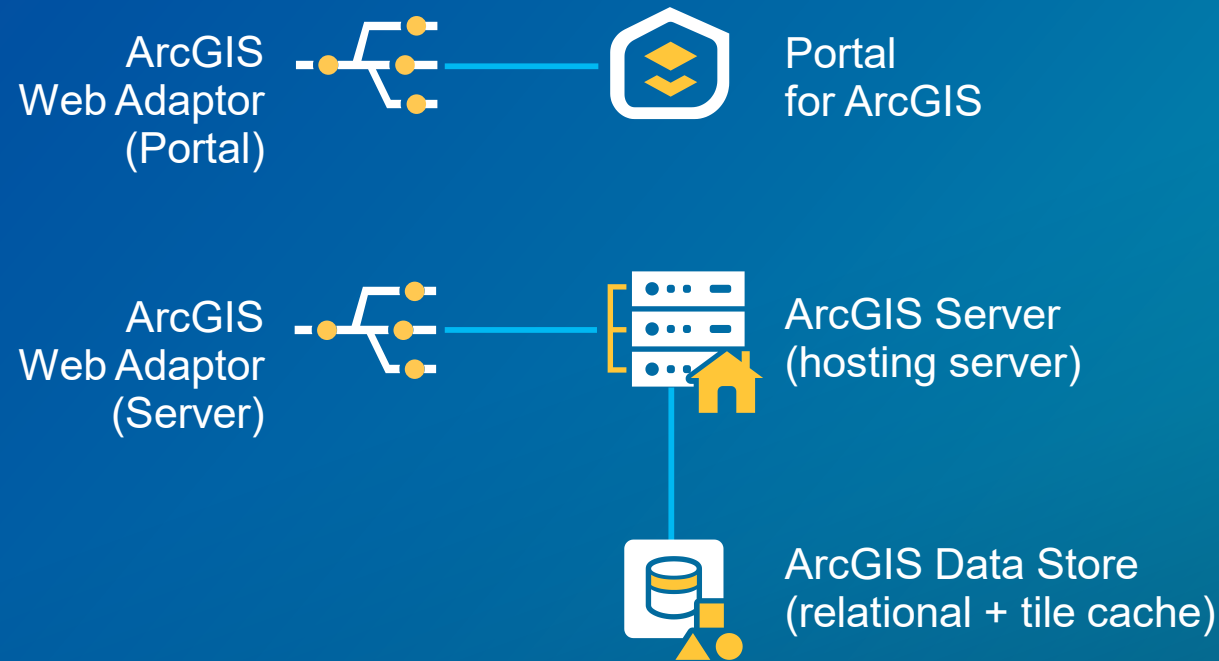 ArcGIS
Web Adaptor
(Portal)
Portal
for ArcGIS
ArcGIS
Web Adaptor
(Server)
ArcGIS Server
(hosting server)
ArcGIS Data Store
(relational + tile cache)